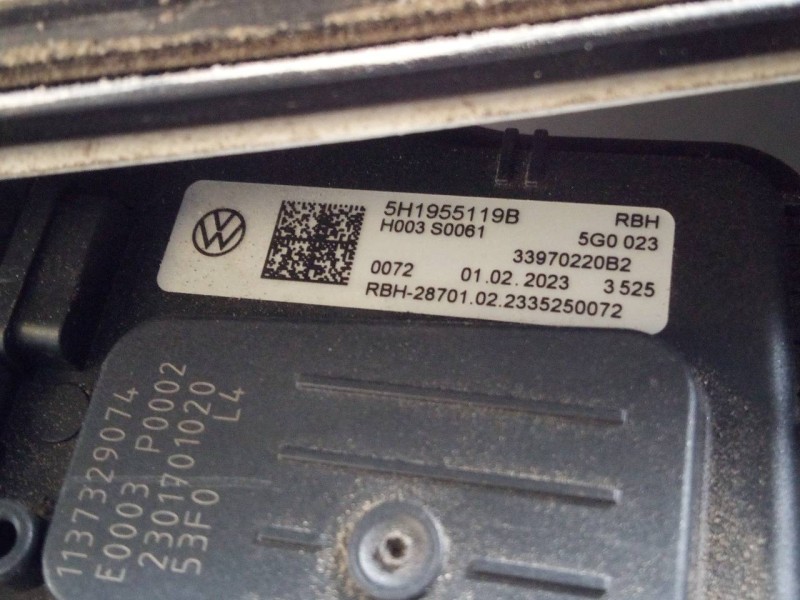 5H1955119B RBH
H003 S0061 5G0 023
33970220B2
0072 01.02.2023 3 525
RBH-28701.02.2335250072
1137329074
E0003 P0002
2301701020
53F0 L4